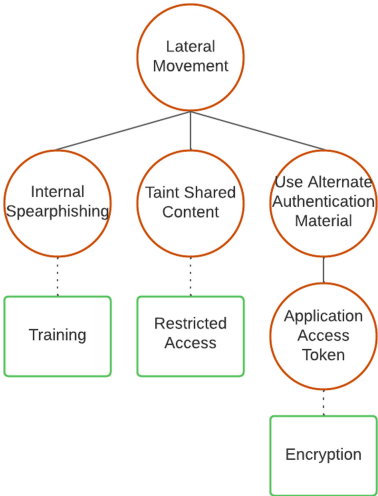 Lateral
Movement
Internal
Spearphishing
Taint Shared
Content
Use Alternate
Authentication
Material
Training
Restricted
Access
Application
Access
Token
Encryption